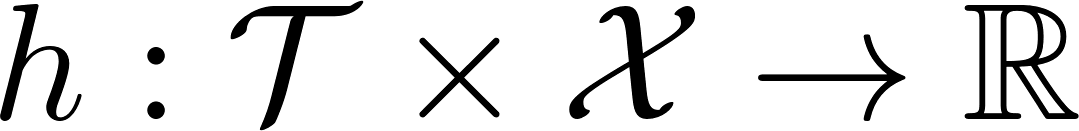 h : 𝒯 × 𝒳 → ℝ